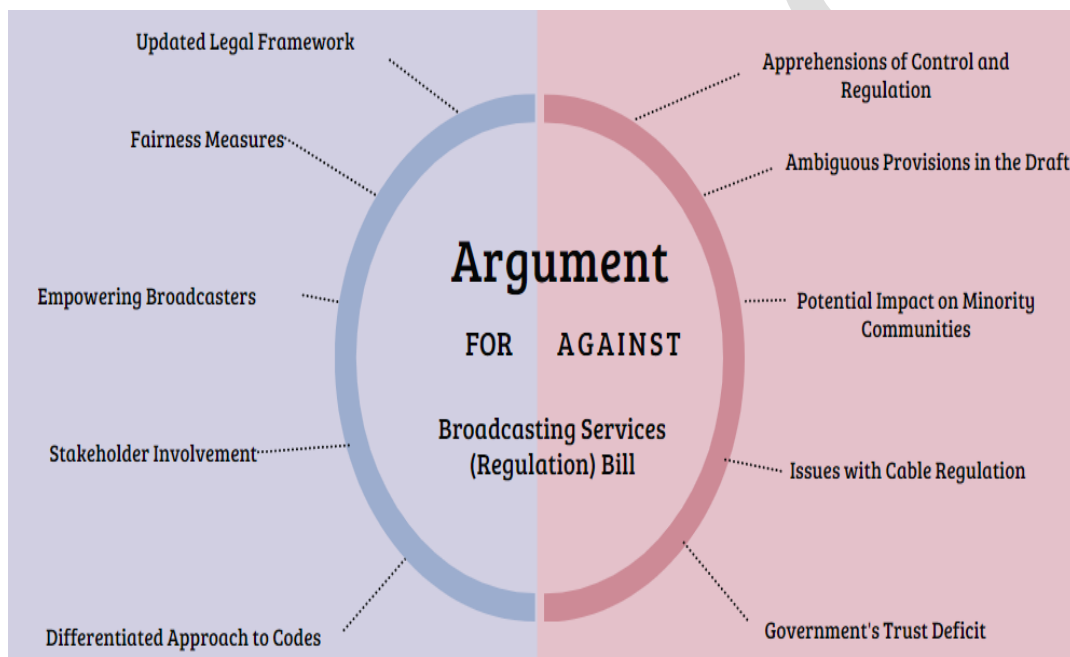 Updated Legal Framework
Fairness Measures
Empowering Broadcasters
Stakeholder Involvement
Differentiated Approach to Codes
Argument
FOR AGAINST
Broadcasting Services
(Regulation) Bill
Apprehensions of Control and
Regulation
Ambiguous Provisions in the Draft
Potential Impact on Minority
Communities
Issues with Cable Regulation
Government's Trust Deficit